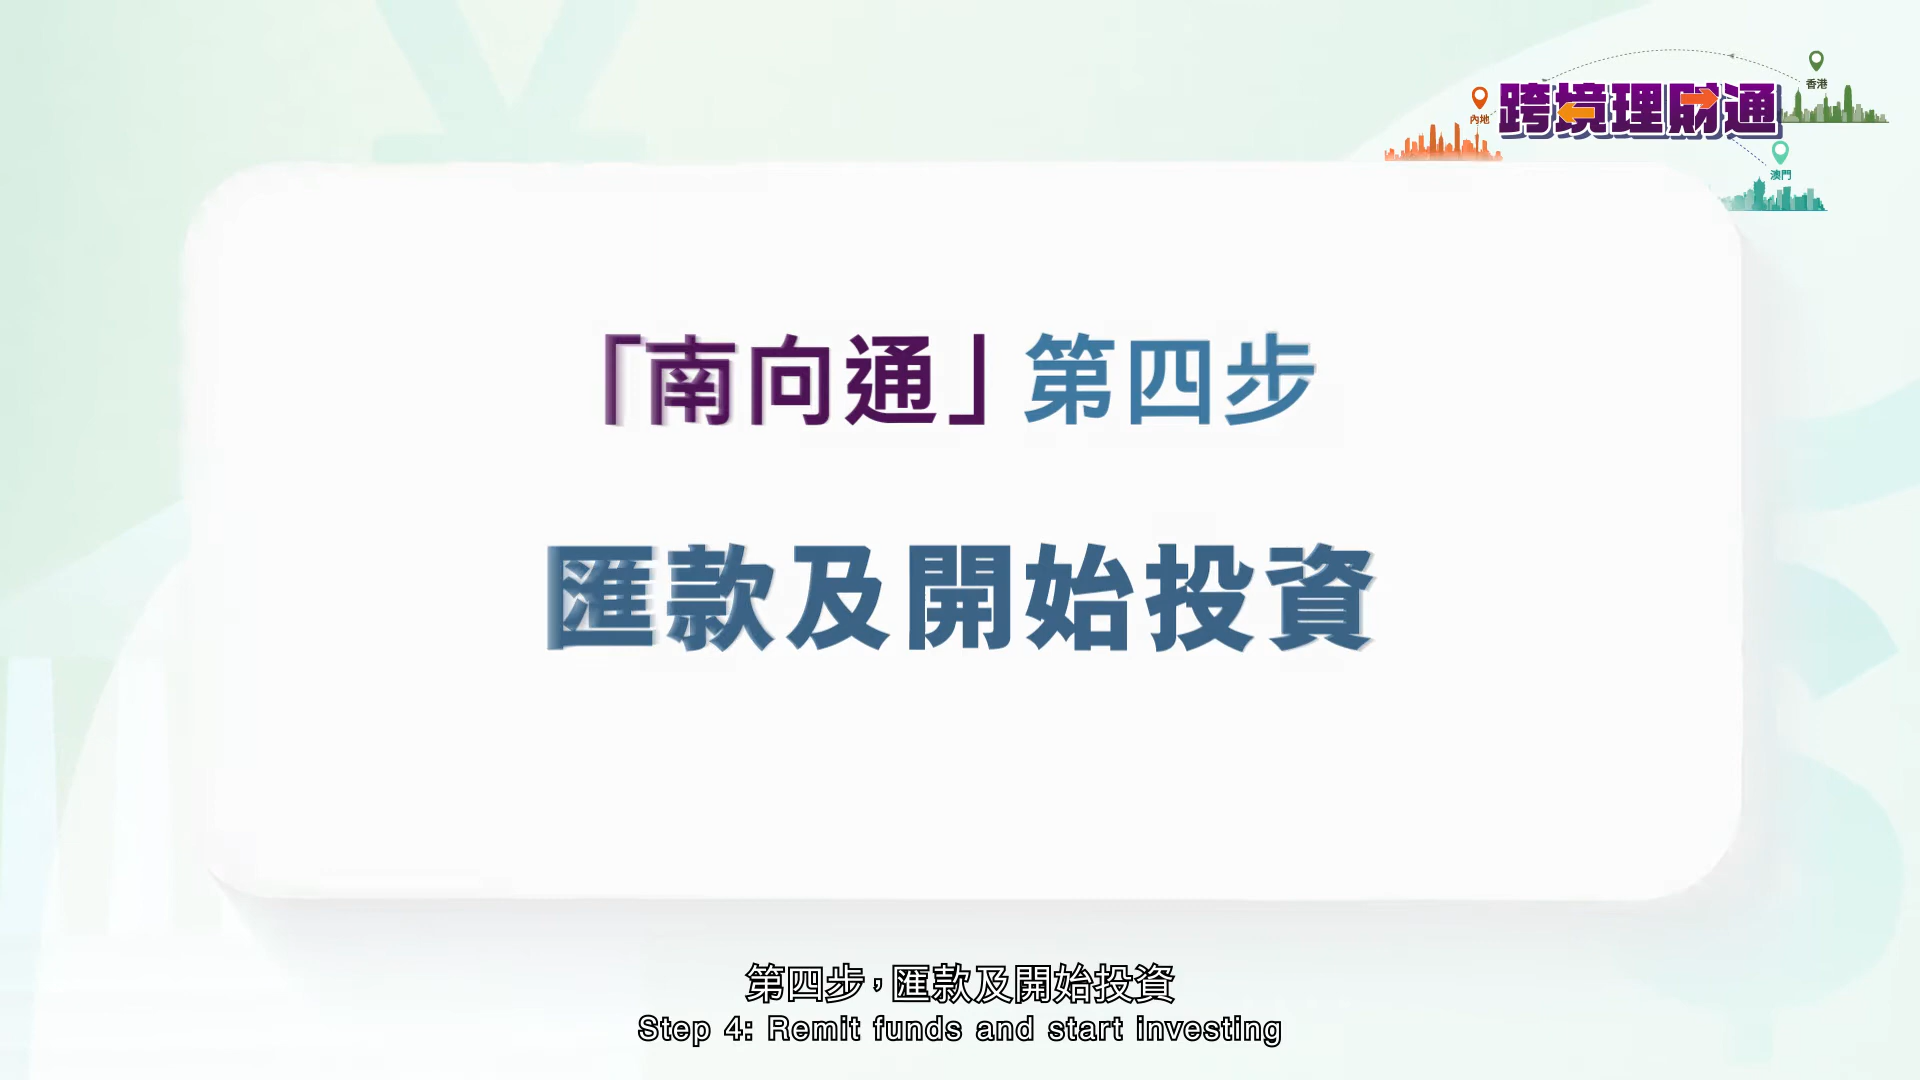 香港
內地
跨境理財通
澳門
「南向通」第四步
匯款及開始投資
第四步，匯款及開始投資
Step 4: Remit funds and start investing